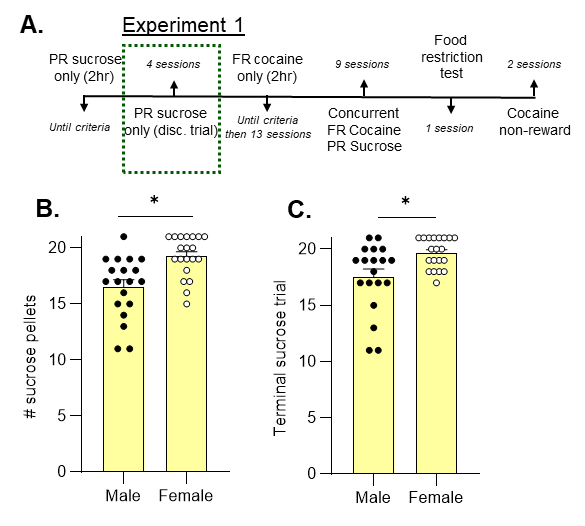 A.
Experiment 1
PR sucrose
only (2hr)
4 sessions
FR cocaine
only (2hr)
9 sessions
Food
restriction
test
2 sessions
Until criteria
PR sucrose
only (disc. trial)
Until criteria
then 13 sessions
Concurrent
FR Cocaine
PR Sucrose
1 session
Cocaine
non-reward
B.
*
# sucrose pellets
20
15
10
5
0
Male Female
C.
*
Terminal sucrose trial
20
15
10
5
0
Male Female